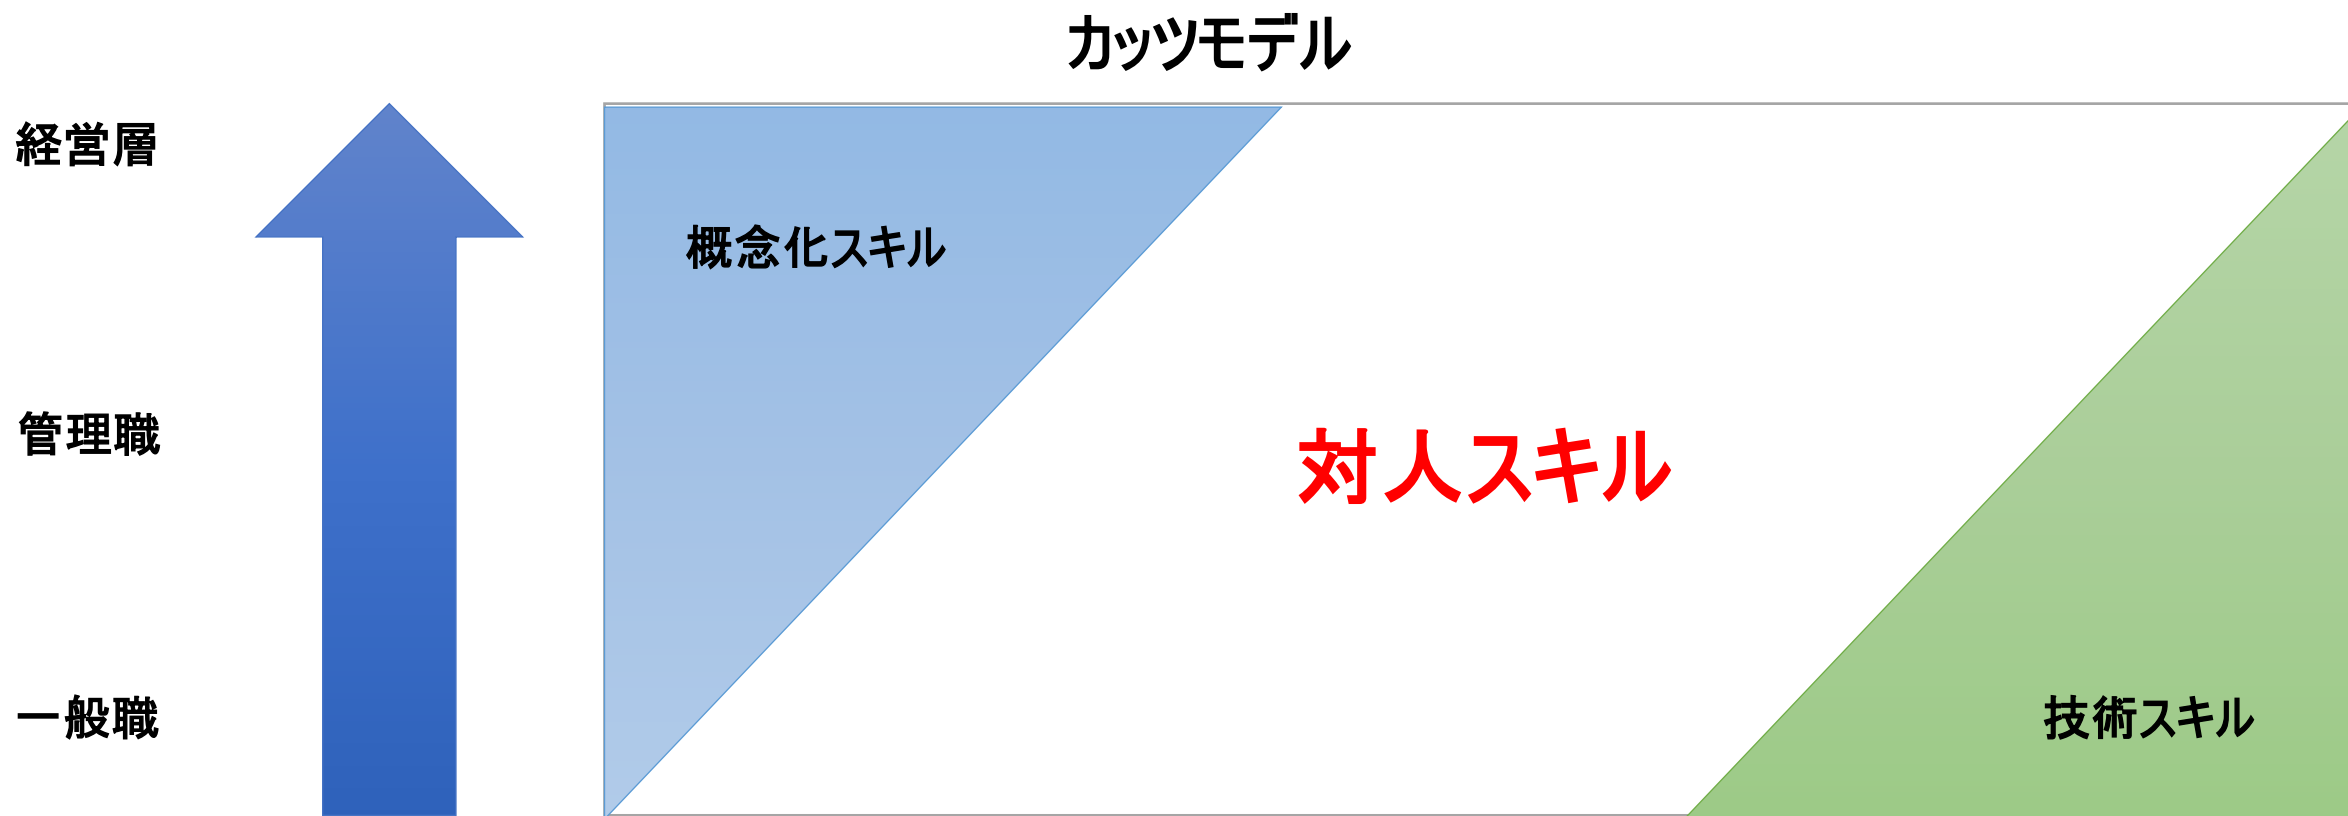 カッツモデル
経営層
概念化スキル
管理職
対人スキル
一般職
技術スキル